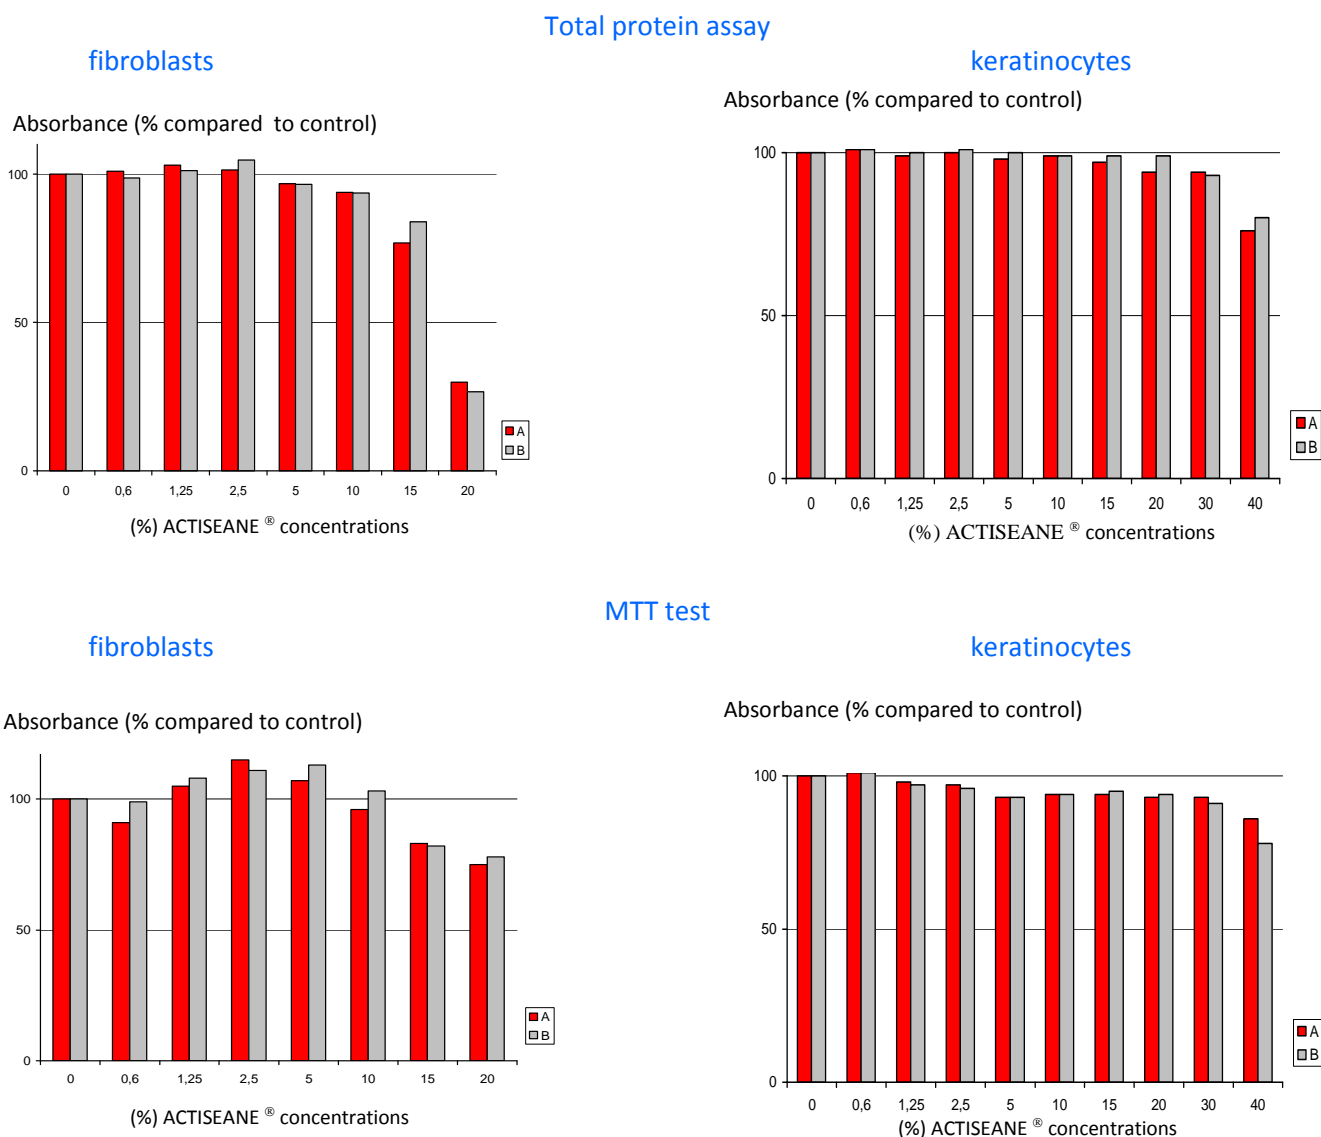 Total protein assay
fibroblasts
keratinocytes
Absorbance (% compared to control)
100
50
0
0 0,6 1,25 2,5 5 10 15 20
(%) ACTISEANE ® concentrations
A
B
Absorbance (% compared to control)
100
50
0
0 0,6 1,25 2,5 5 10 15 20 30 40
(%) ACTISEANE ® concentrations
A
B
MTT test
fibroblasts
keratinocytes
Absorbance (% compared to control)
100
50
0
0 0,6 1,25 2,5 5 10 15 20
(%) ACTISEANE ® concentrations
A
B
Absorbance (% compared to control)
100
50
0
0 0,6 1,25 2,5 5 10 15 20 30 40
(%) ACTISEANE ® concentrations
A
B